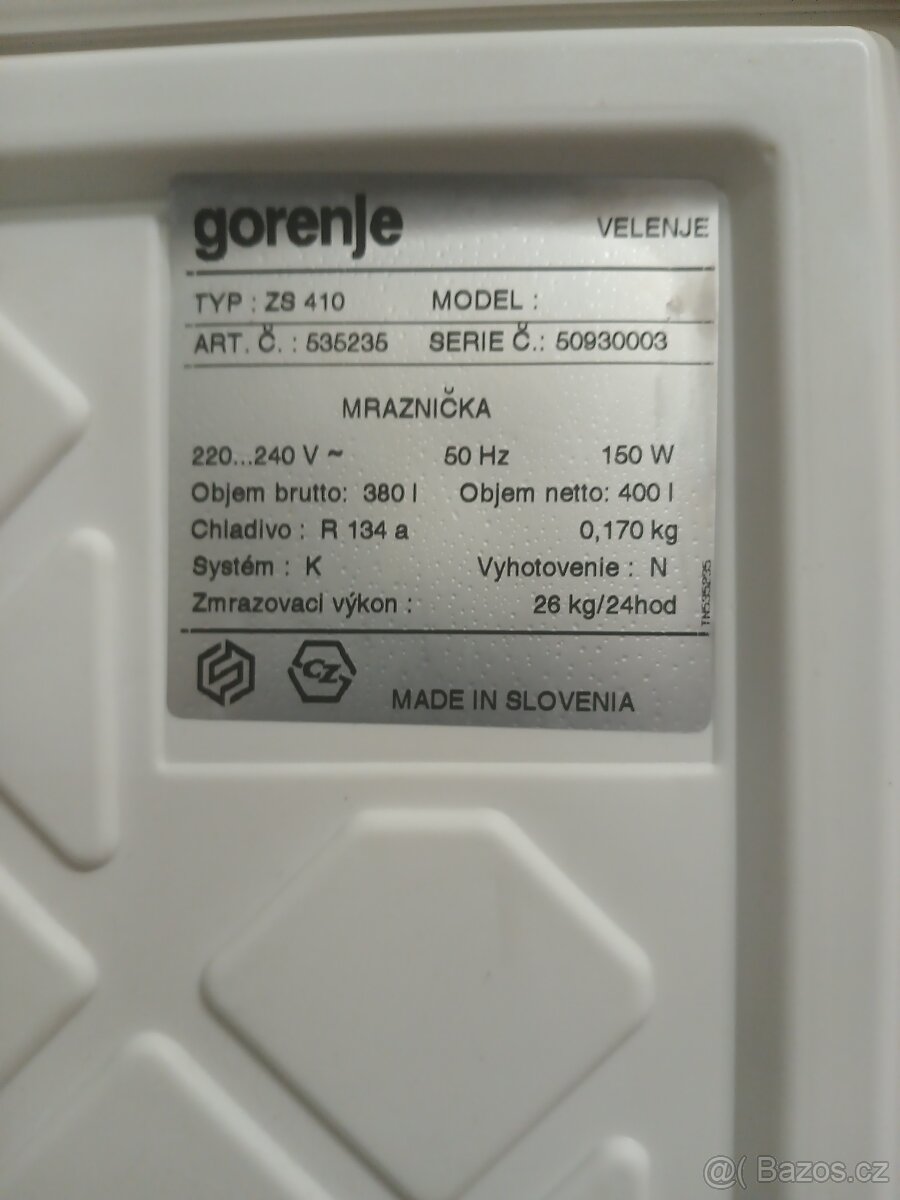 gorenje VELENJE
TYP : ZS 410 MODEL :
ART. Č. : 535235 SERIE Č.: 50930003
MRAZNIČKA
220...240 V ~ 50 Hz 150 W
Objem brutto: 380 l Objem netto: 400 l
Chladivo : R 134 a 0,170 kg
Systém : K Vyhotovenie : N
Zmrazovací výkon : 26 kg/24hod
TN535235
CZ
MADE IN SLOVENIA
@( Bazos.cz